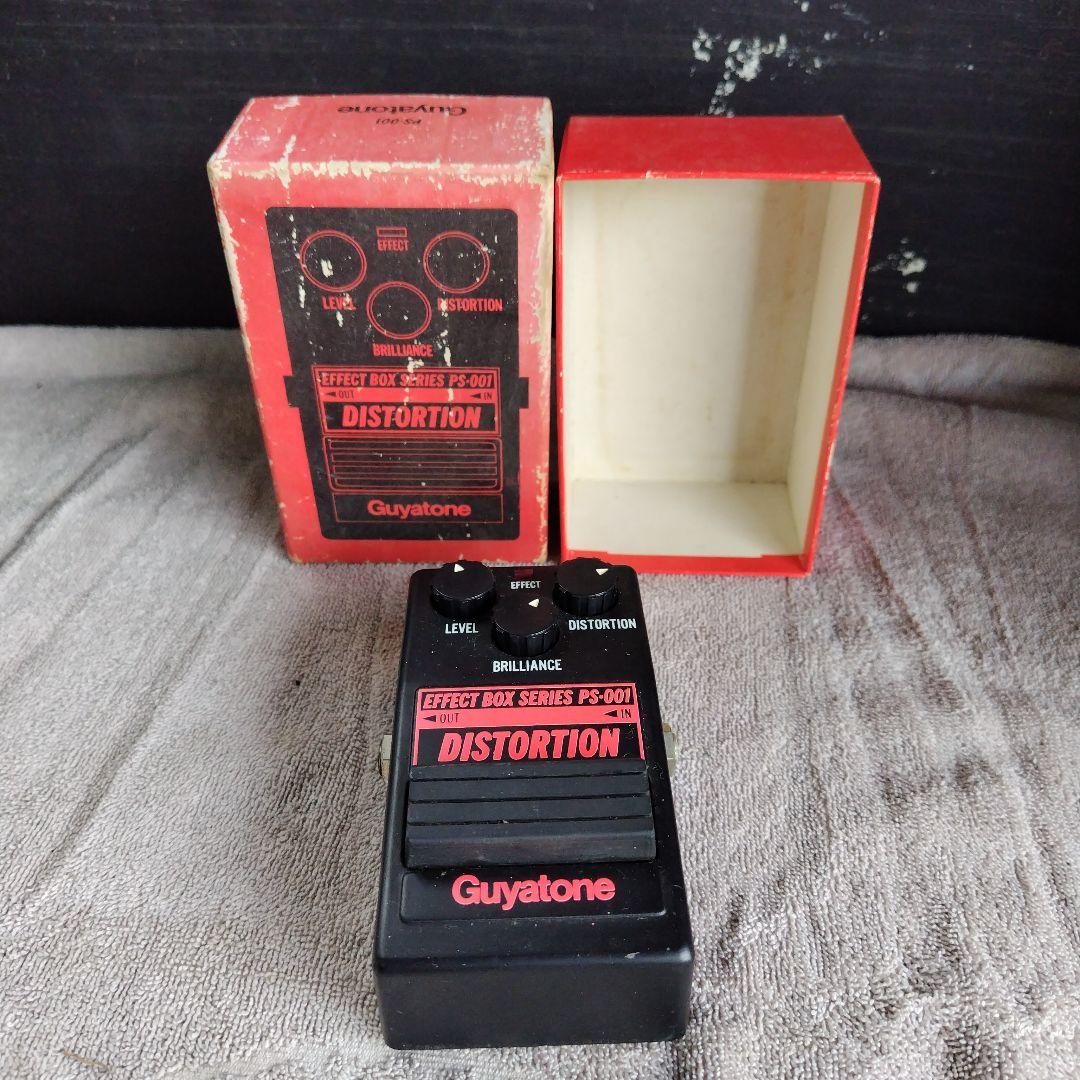 PS-001
Guyatone
EFFECT
LEVEL
DISTORTION
BRILLIANCE
EFFECT BOX SERIES PS-001
◄ OUT ◄ IN
DISTORTION
Guyatone
EFFECT
LEVEL
DISTORTION
BRILLIANCE
EFFECT BOX SERIES PS-001
◄ OUT ◄ IN
DISTORTION
Guyatone